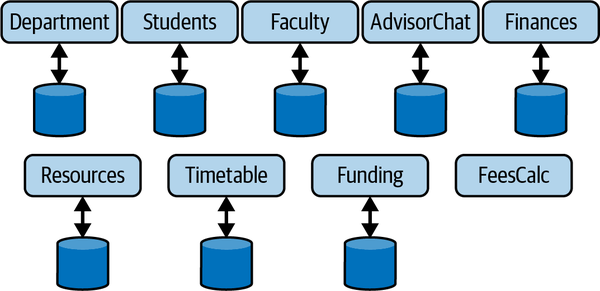 Department
Students
Faculty
AdvisorChat
Finances
Resources
Timetable
Funding
FeesCalc